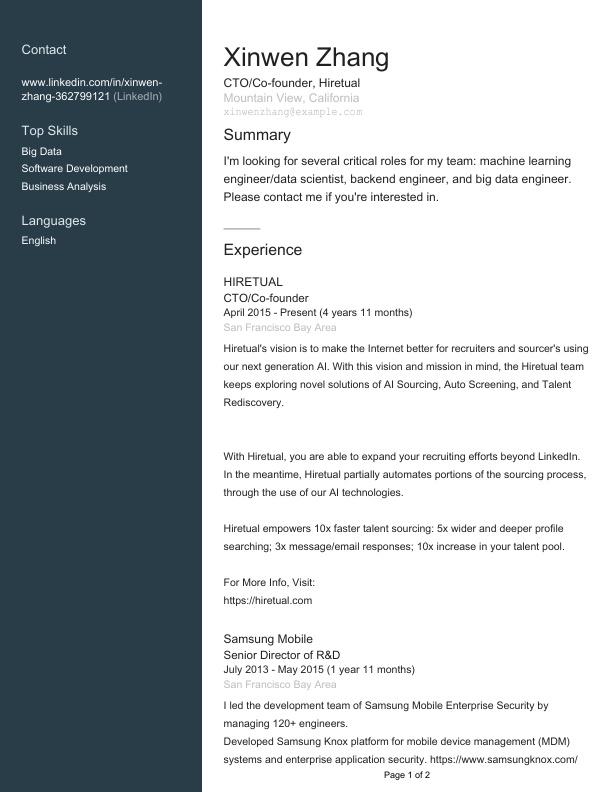 Contact
www.linkedin.com/in/xinwen-
zhang-362799121 (LinkedIn)
Top Skills
Big Data
Software Development
Business Analysis
Languages
English
Xinwen Zhang
CTO/Co-founder, Hiretual
Mountain View, California
xinwenzhang@example.com
Summary
I'm looking for several critical roles for my team: machine learning
engineer/data scientist, backend engineer, and big data engineer.
Please contact me if you're interested in.
Experience
HIRETUAL
CTO/Co-founder
April 2015 - Present (4 years 11 months)
San Francisco Bay Area
Hiretual's vision is to make the Internet better for recruiters and sourcer's using
our next generation AI. With this vision and mission in mind, the Hiretual team
keeps exploring novel solutions of AI Sourcing, Auto Screening, and Talent
Rediscovery.
With Hiretual, you are able to expand your recruiting efforts beyond LinkedIn.
In the meantime, Hiretual partially automates portions of the sourcing process,
through the use of our AI technologies.
Hiretual empowers 10x faster talent sourcing: 5x wider and deeper profile
searching; 3x message/email responses; 10x increase in your talent pool.
For More Info, Visit:
https://hiretual.com
Samsung Mobile
Senior Director of R&D
July 2013 - May 2015 (1 year 11 months)
San Francisco Bay Area
I led the development team of Samsung Mobile Enterprise Security by
managing 120+ engineers.
Developed Samsung Knox platform for mobile device management (MDM)
systems and enterprise application security. https://www.samsungknox.com/
Page 1 of 2